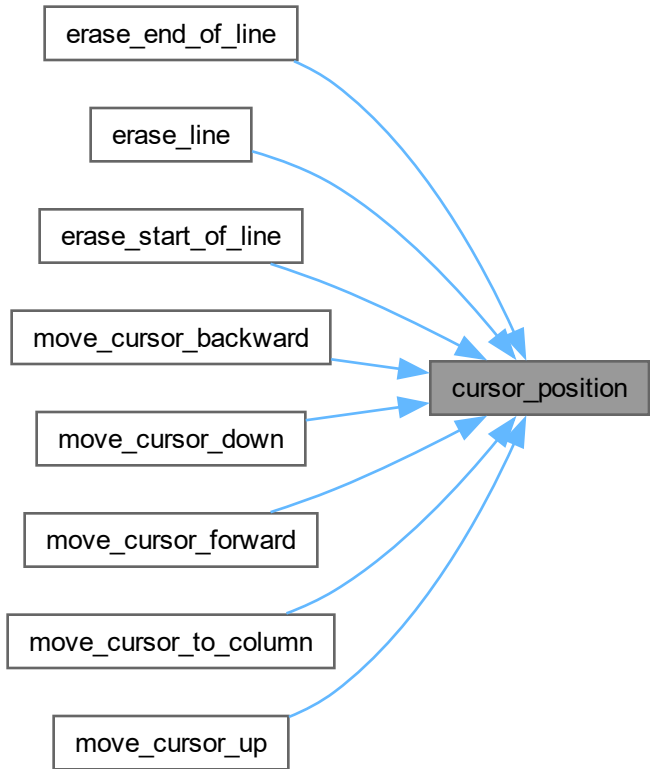 erase_end_of_line
erase_line
erase_start_of_line
move_cursor_backward
cursor_position
move_cursor_down
move_cursor_forward
move_cursor_to_column
move_cursor_up